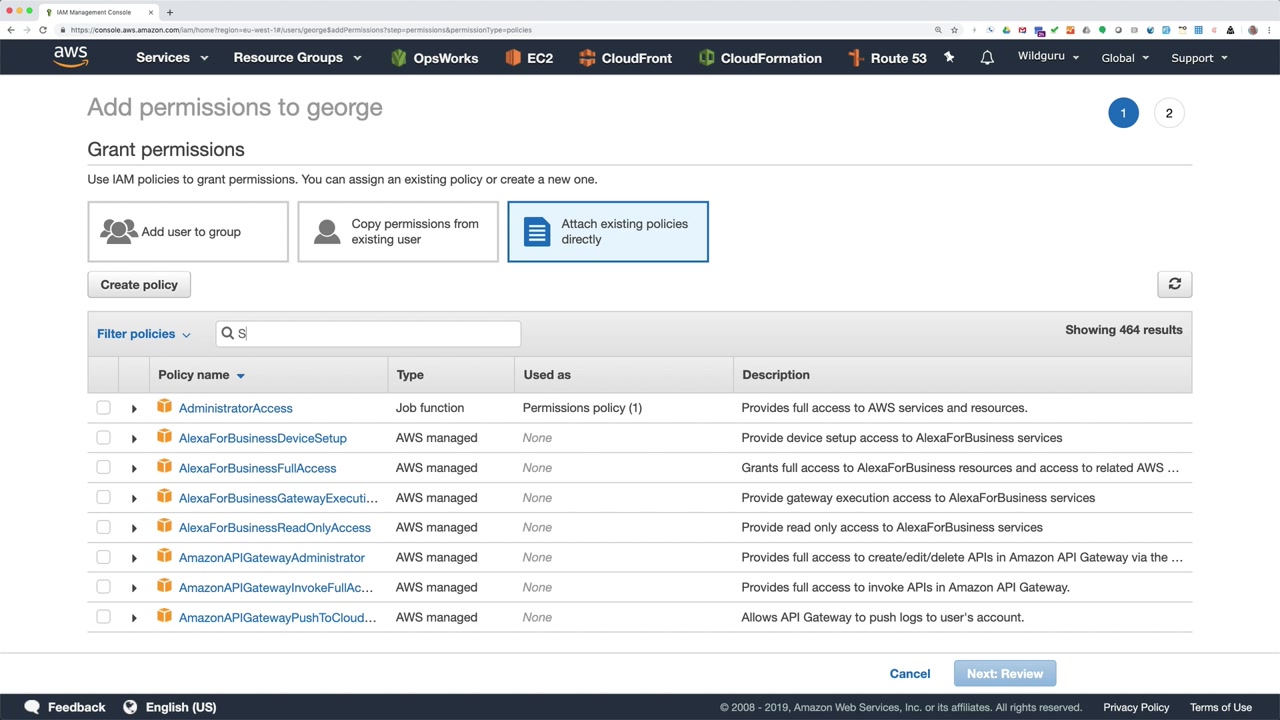 IAM Management Console
https://console.aws.amazon.com/iam/home?region=eu-west-1#/users/george$addPermissions?step=permissions&permissionType=policies
aws Services Resource Groups OpsWorks EC2 CloudFront CloudFormation Route 53 Wildguru Global Support
Add permissions to george
1 2
Grant permissions
Use IAM policies to grant permissions. You can assign an existing policy or create a new one.
Add user to group
Copy permissions from
existing user
Attach existing policies
directly
Create policy
Filter policies S Showing 464 results
Policy name Type Used as Description
AdministratorAccess Job function Permissions policy (1) Provides full access to AWS services and resources.
AlexaForBusinessDeviceSetup AWS managed None Provide device setup access to AlexaForBusiness services
AlexaForBusinessFullAccess AWS managed None Grants full access to AlexaForBusiness resources and access to related AWS ...
AlexaForBusinessGatewayExecuti... AWS managed None Provide gateway execution access to AlexaForBusiness services
AlexaForBusinessReadOnlyAccess AWS managed None Provide read only access to AlexaForBusiness services
AmazonAPIGatewayAdministrator AWS managed None Provides full access to create/edit/delete APIs in Amazon API Gateway via the ...
AmazonAPIGatewayInvokeFullAc... AWS managed None Provides full access to invoke APIs in Amazon API Gateway.
AmazonAPIGatewayPushToCloud... AWS managed None Allows API Gateway to push logs to user's account.
Cancel Next: Review
Feedback English (US) © 2008 - 2019, Amazon Web Services, Inc. or its affiliates. All rights reserved. Privacy Policy Terms of Use